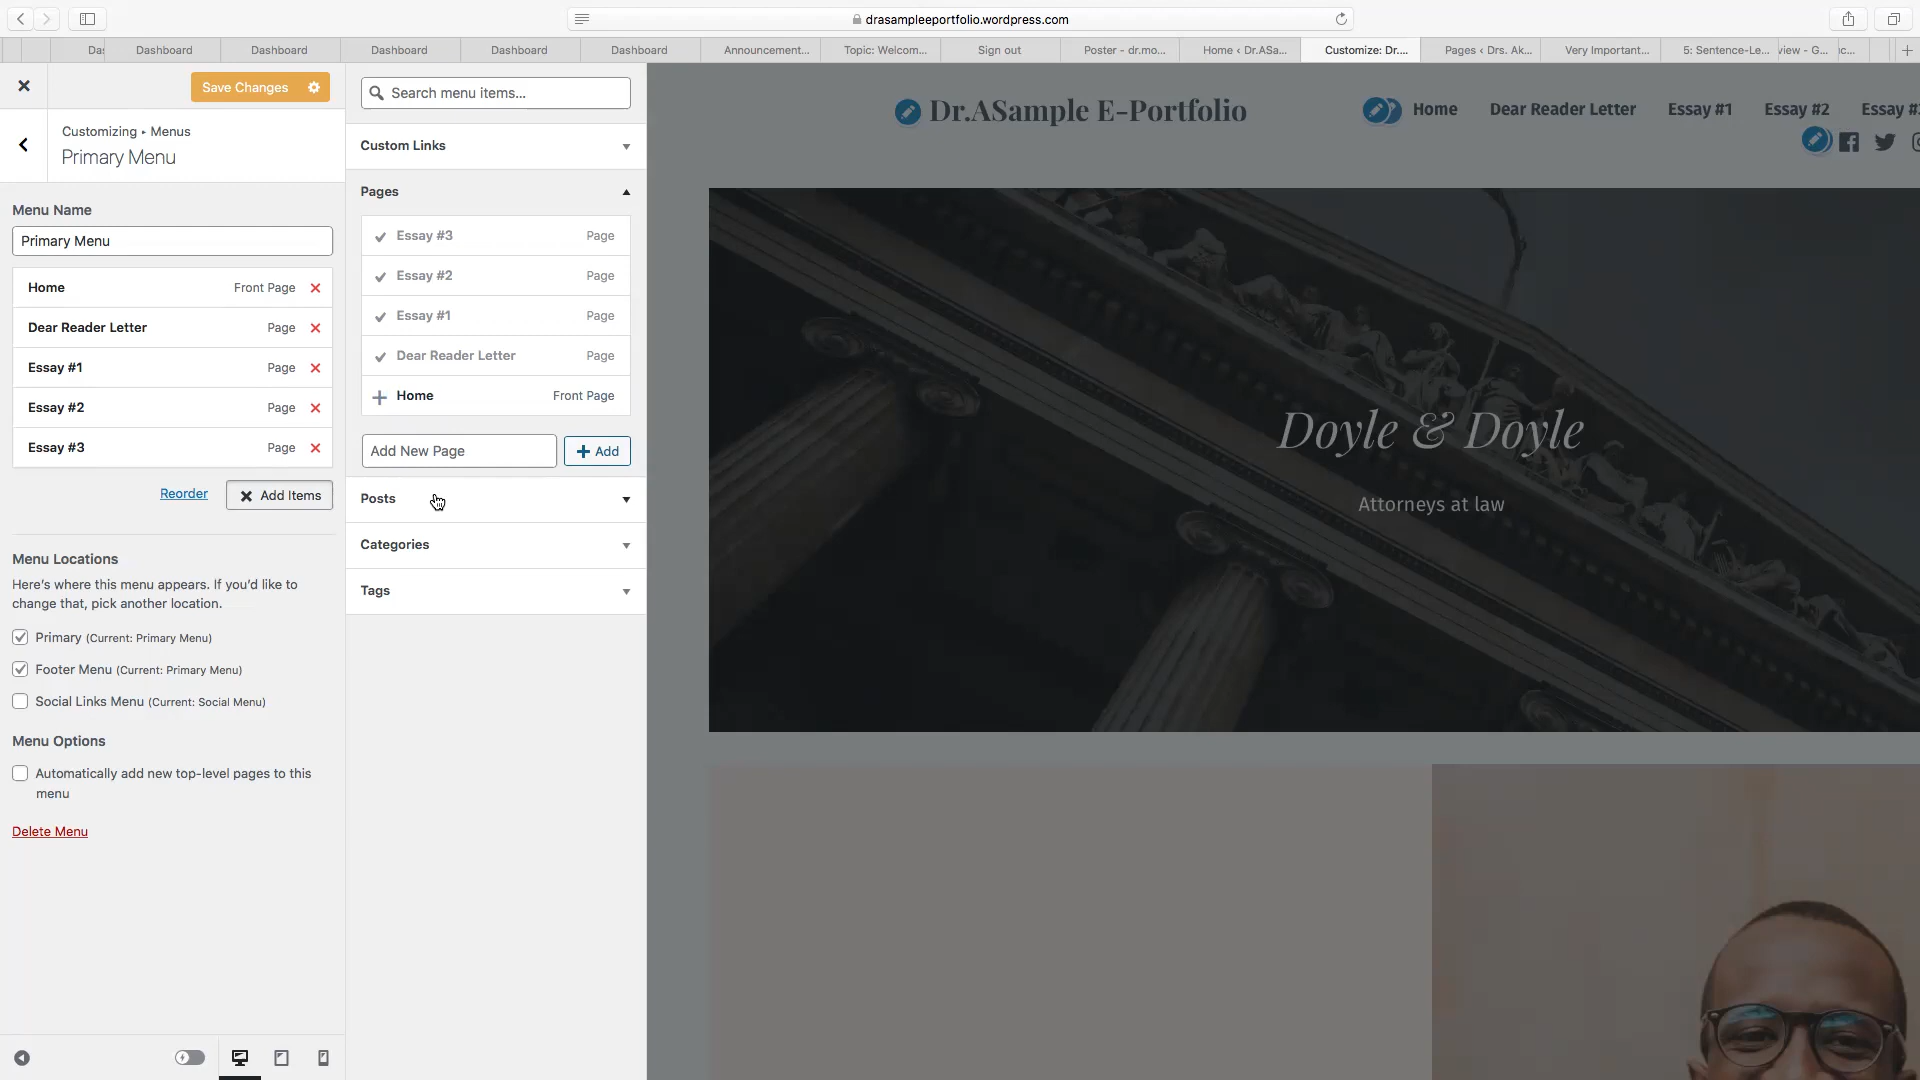 drasampleeportfolio.wordpress.com
Das
Dashboard
Dashboard
Dashboard
Dashboard
Dashboard
Announcement...
Topic: Welcom...
Sign out
Poster - dr.mo...
Home ‹ Dr.ASa...
Customize: Dr....
Pages ‹ Drs. Ak...
Very Important...
5: Sentence-Le...
view - G...
Save Changes
Customizing ▸ Menus
Primary Menu
Menu Name
Primary Menu
Home Front Page
Dear Reader Letter Page
Essay #1 Page
Essay #2 Page
Essay #3 Page
Reorder
Add Items
Menu Locations
Here's where this menu appears. If you'd like to
change that, pick another location.
Primary (Current: Primary Menu)
Footer Menu (Current: Primary Menu)
Social Links Menu (Current: Social Menu)
Menu Options
Automatically add new top-level pages to this
menu
Delete Menu
Search menu items...
Custom Links
Pages
Essay #3 Page
Essay #2 Page
Essay #1 Page
Dear Reader Letter Page
Home Front Page
Add New Page
Add
Posts
Categories
Tags
Dr.ASample E-Portfolio
Home
Dear Reader Letter
Essay #1
Essay #2
Essay #3
Doyle & Doyle
Attorneys at law